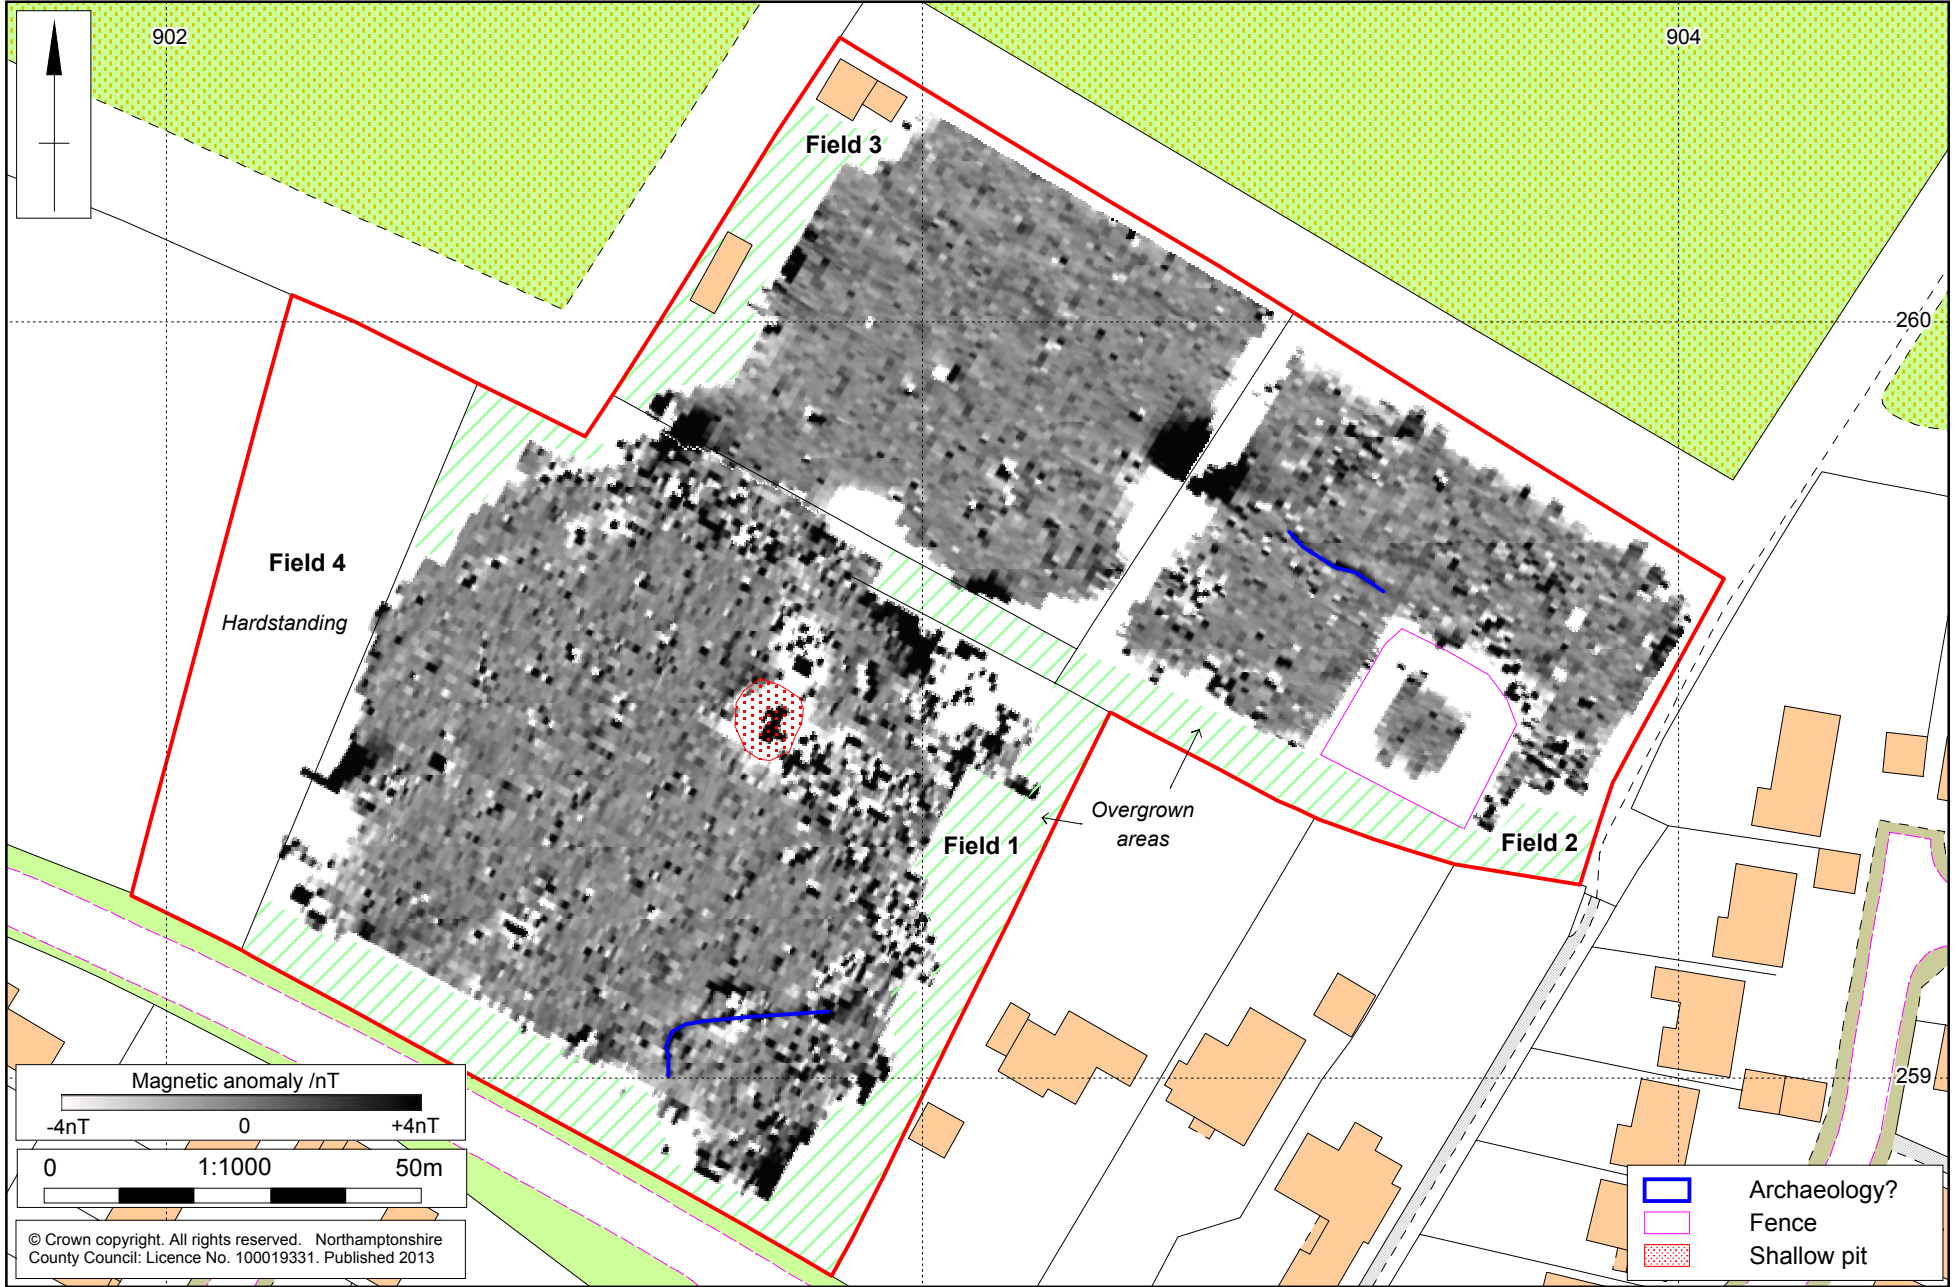 902
904
Field 3
260
Field 4
Hardstanding
Overgrown
areas
Field 1
Field 2
259
Magnetic anomaly /nT
-4nT 0 +4nT
0 1:1000 50m
© Crown copyright. All rights reserved. Northamptonshire
County Council: Licence No. 100019331. Published 2013
Archaeology?
Fence
Shallow pit